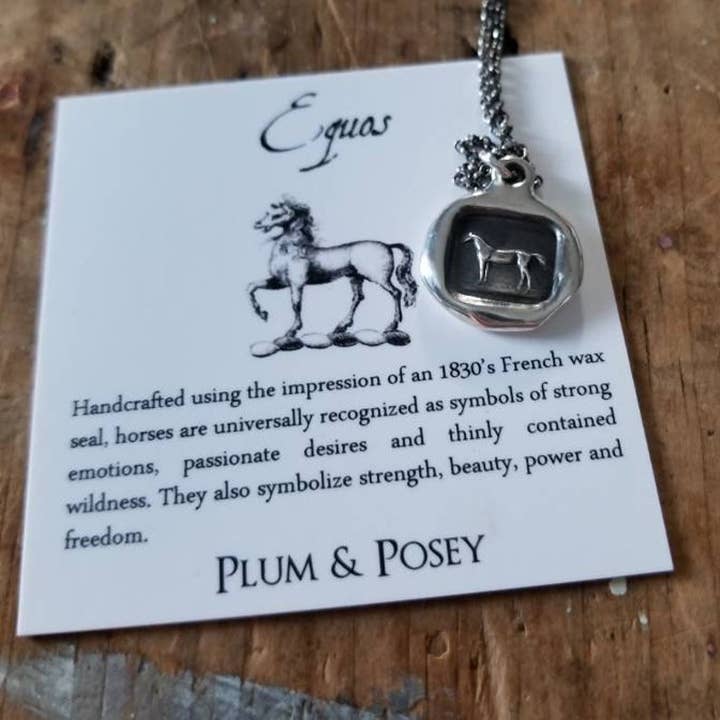 Equos
Handcrafted using the impression of an 1830's French wax
seal, horses are universally recognized as symbols of strong
emotions, passionate desires and thinly contained
wildness. They also symbolize strength, beauty, power and
freedom.
PLUM & POSEY